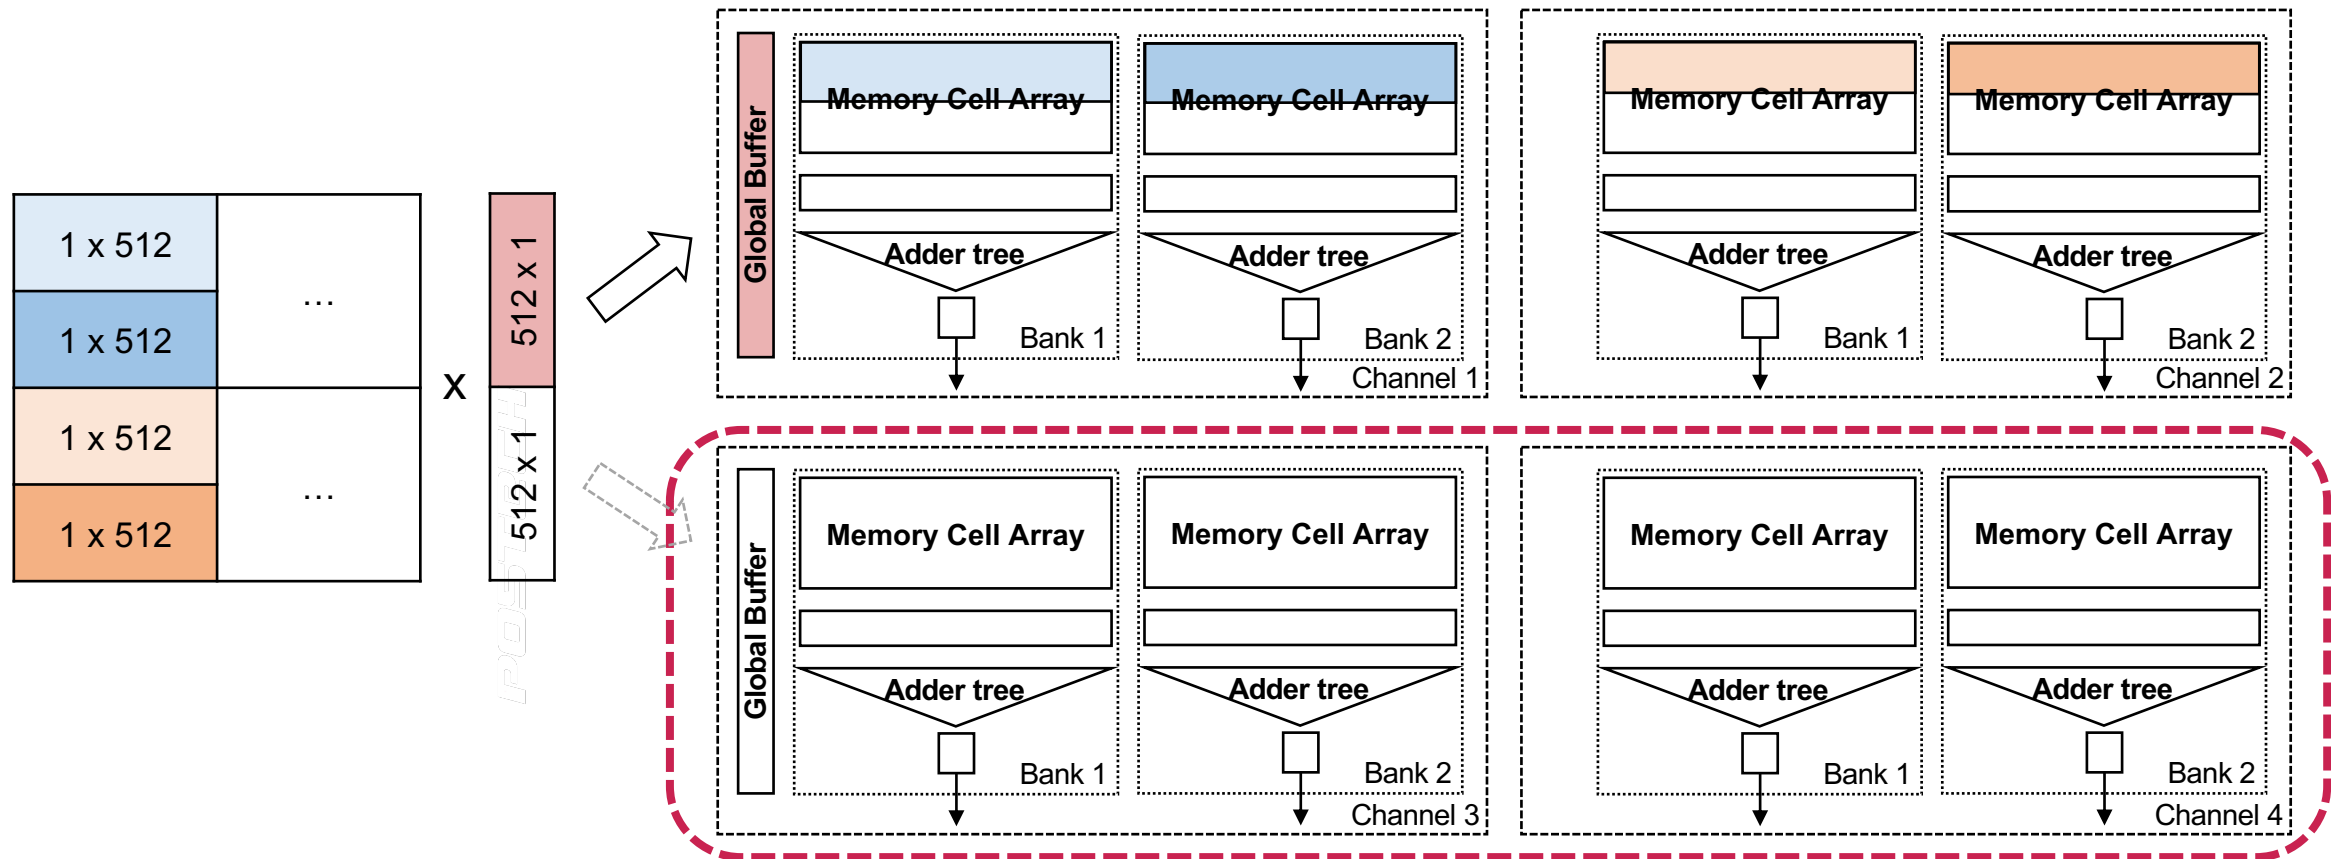 1 x 512
1 x 512
1 x 512
1 x 512
...
...
x
512 x 1
512 x 1
POSTECH
Global Buffer
Memory Cell Array
Adder tree
Bank 1
Memory Cell Array
Adder tree
Bank 2
Channel 1
Memory Cell Array
Adder tree
Bank 1
Memory Cell Array
Adder tree
Bank 2
Channel 2
Global Buffer
Memory Cell Array
Adder tree
Bank 1
Memory Cell Array
Adder tree
Bank 2
Channel 3
Memory Cell Array
Adder tree
Bank 1
Memory Cell Array
Adder tree
Bank 2
Channel 4